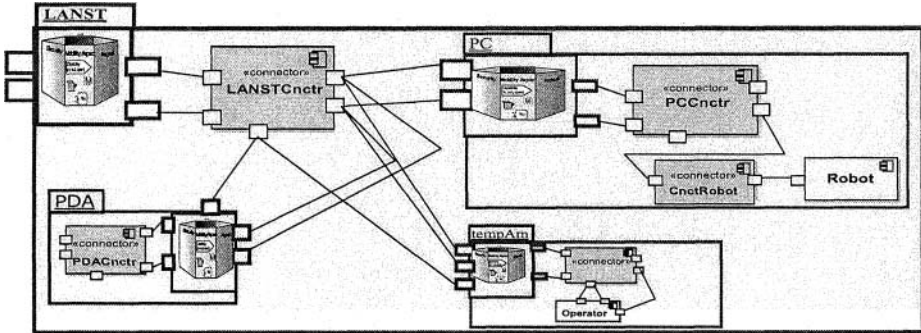 LANST
«connector»
LANSTCnctr
PC
«connector»
PCCnctr
«connector»
CnctRobot
Robot
PDA
«connector»
PDACnctr
tempAm
«connector»
Operator